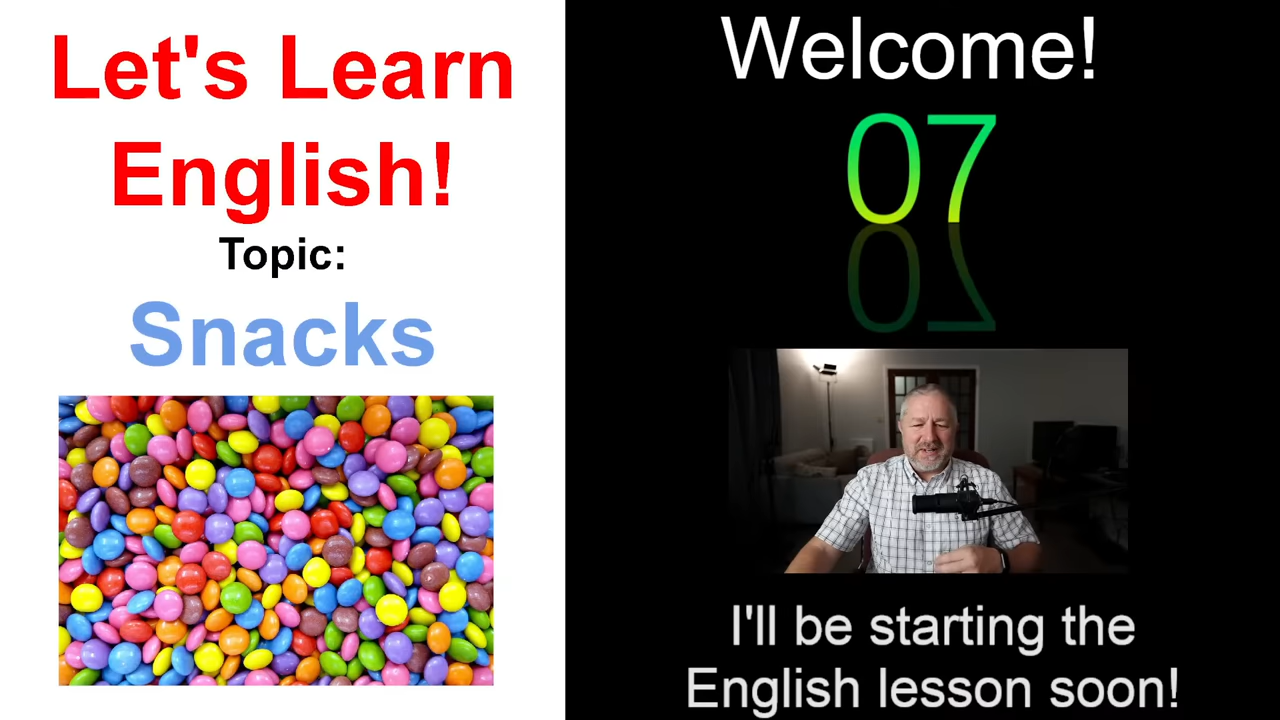 Let's Learn
English!
Topic:
Snacks
Welcome!
07
I'll be starting the
English lesson soon!